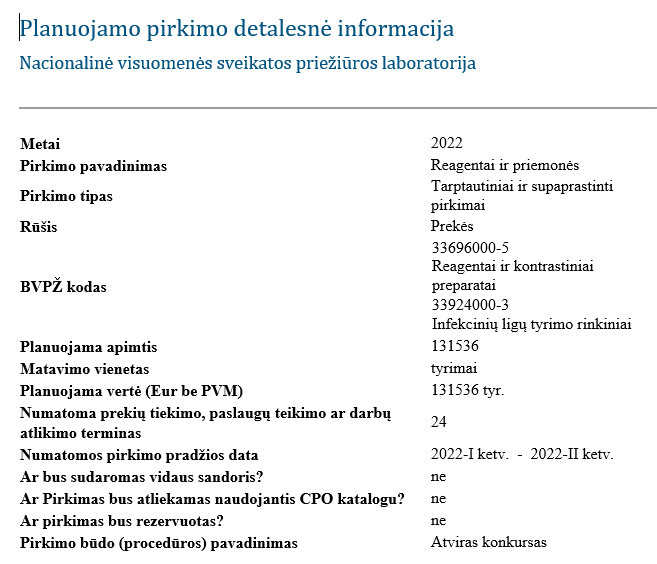 Planuojamo pirkimo detalesnė informacija
Nacionalinė visuomenės sveikatos priežiūros laboratorija
Metai 2022
Pirkimo pavadinimas Reagentai ir priemonės
Pirkimo tipas Tarptautiniai ir supaprastinti
pirkimai
Rūšis Prekės
BVPŽ kodas 33696000-5
Reagentai ir kontrastiniai
preparatai
33924000-3
Infekcinių ligų tyrimo rinkiniai
Planuojama apimtis 131536
Matavimo vienetas tyrimai
Planuojama vertė (Eur be PVM) 131536 tyr.
Numatoma prekių tiekimo, paslaugų teikimo ar darbų
atlikimo terminas 24
Numatomos pirkimo pradžios data 2022-I ketv. - 2022-II ketv.
Ar bus sudaromas vidaus sandoris? ne
Ar Pirkimas bus atliekamas naudojantis CPO katalogu? ne
Ar pirkimas bus rezervuotas? ne
Pirkimo būdo (procedūros) pavadinimas Atviras konkursas